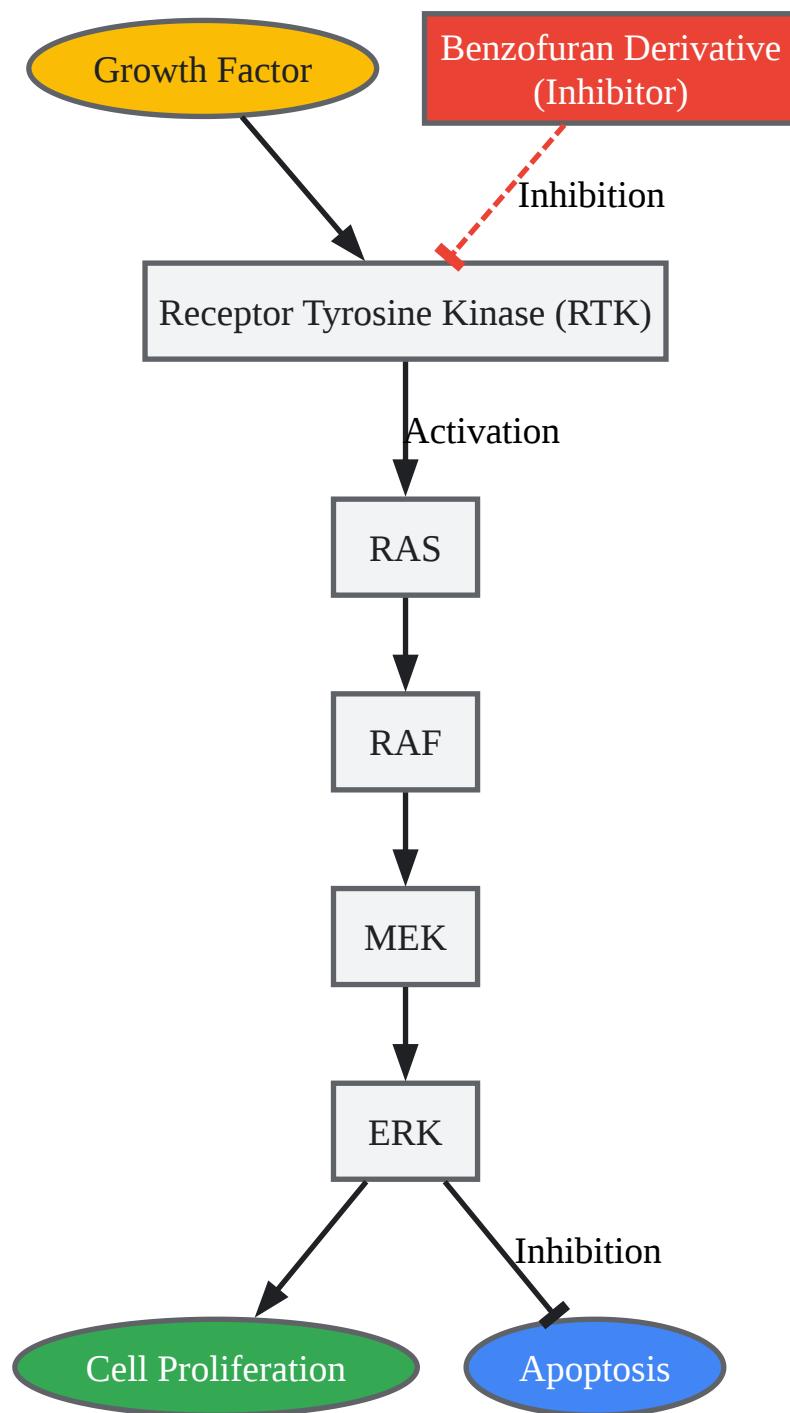 Growth Factor
Benzofuran Derivative
(Inhibitor)
Inhibition
Receptor Tyrosine Kinase (RTK)
Activation
RAS
RAF
MEK
ERK
Inhibition
Cell Proliferation
Apoptosis